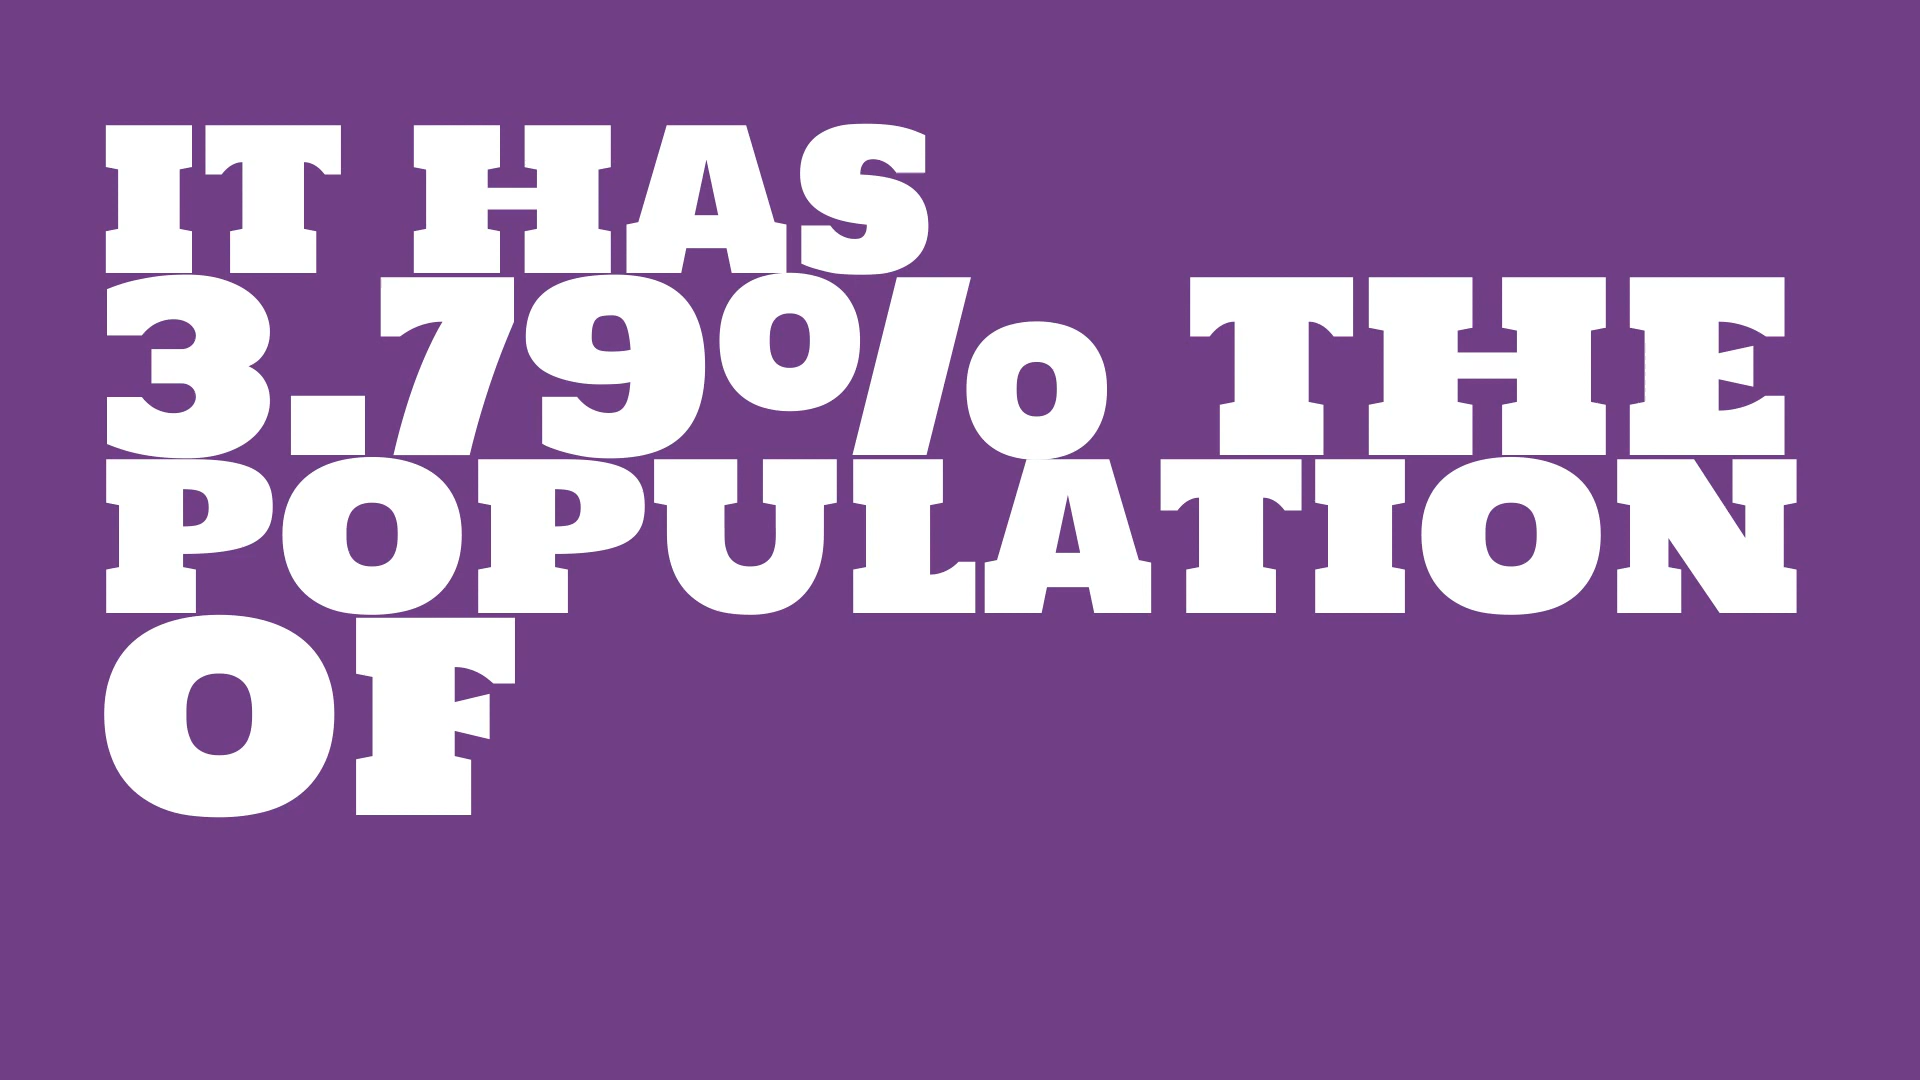 IT HAS
3.79% THE
POPULATION
OF